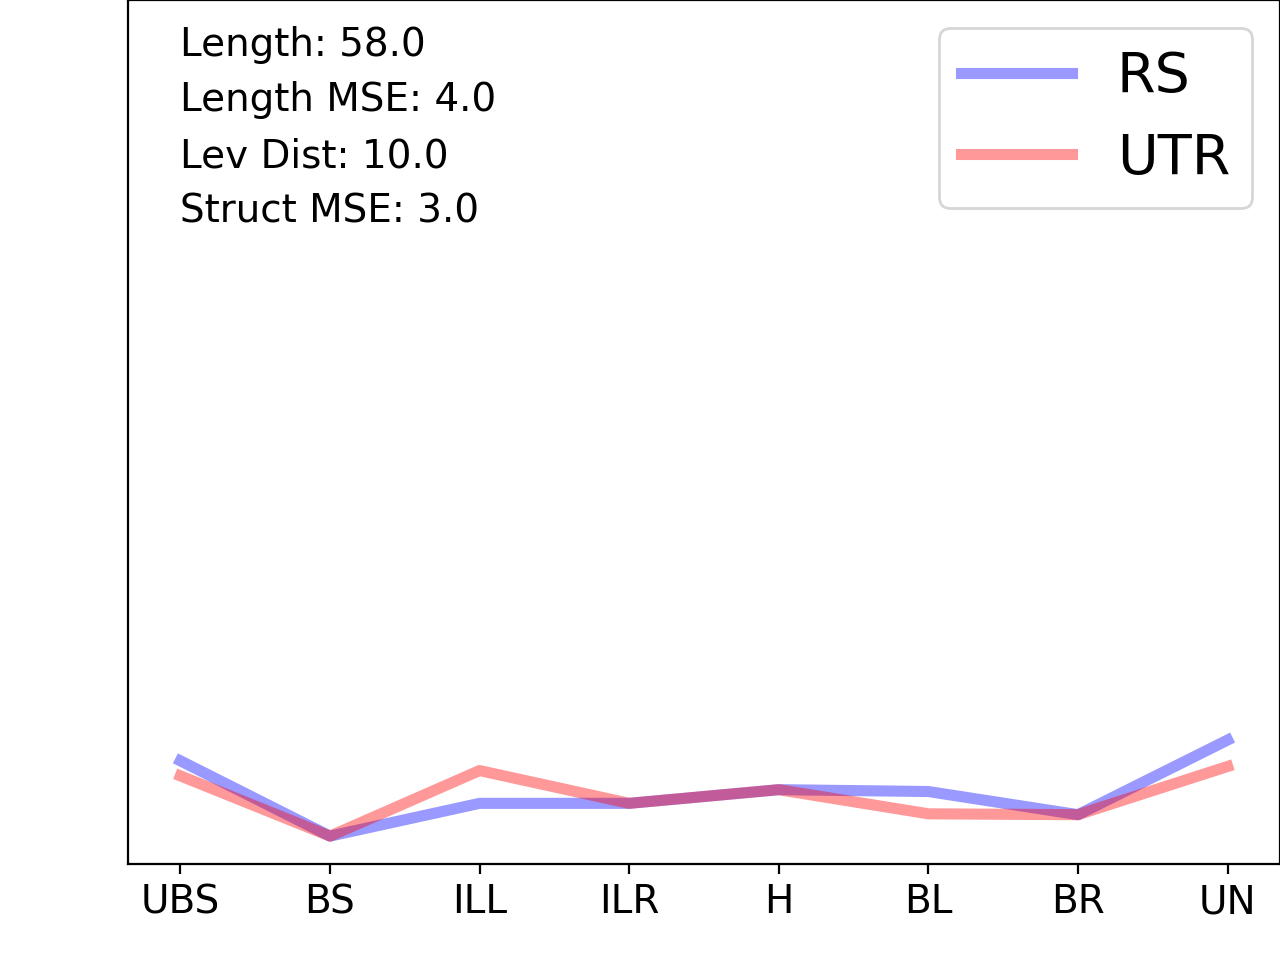 Length: 58.0
Length MSE: 4.0
Lev Dist: 10.0
Struct MSE: 3.0
RS
UTR
UBS BS ILL ILR H BL BR UN